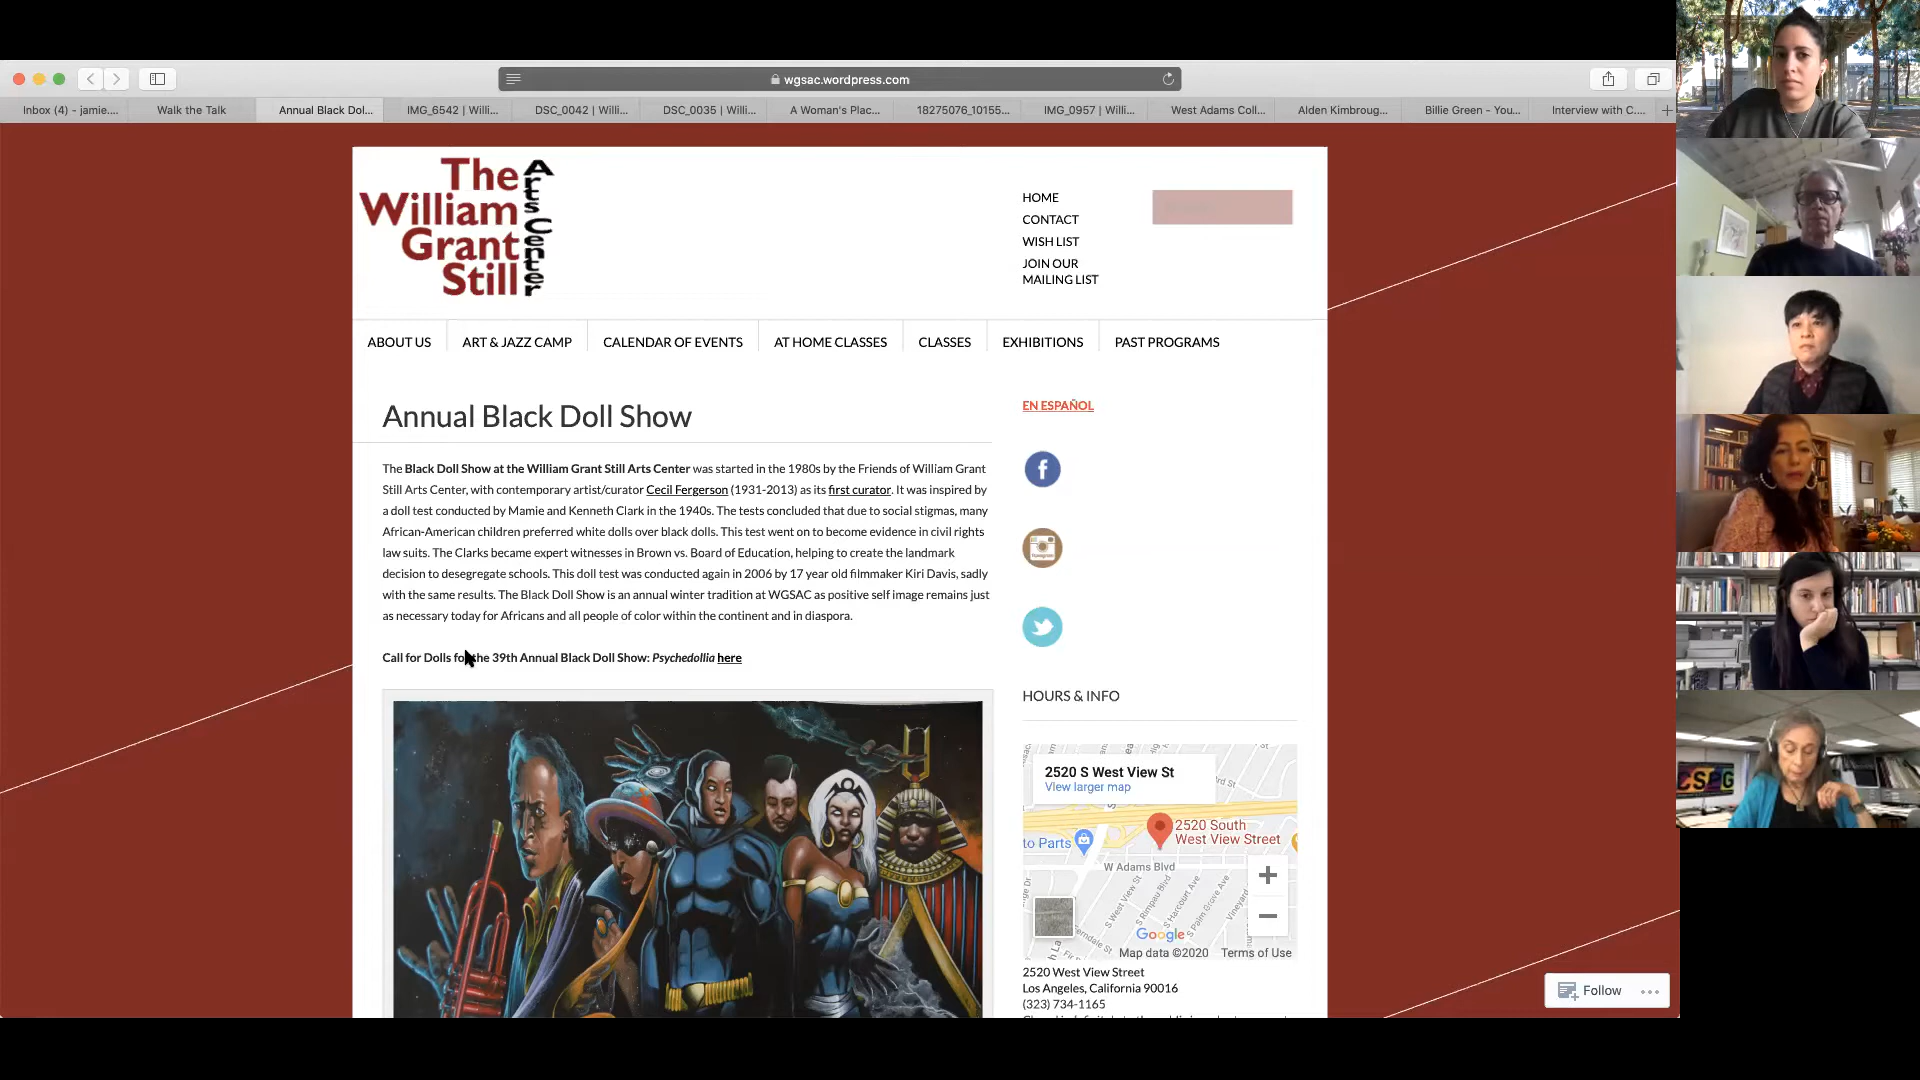 wgsac.wordpress.com
Inbox (4) - jamie....
Walk the Talk
Annual Black Dol...
IMG_6542 | Willi...
DSC_0042 | Willi...
DSC_0035 | Willi...
A Woman's Plac...
18275076_10155...
IMG_0957 | Willi...
West Adams Coll...
Alden Kimbroug...
Billie Green - You...
Interview with C....
The
William
Grant
Still
Arts Center
HOME
CONTACT
WISH LIST
JOIN OUR
MAILING LIST
ABOUT US
ART & JAZZ CAMP
CALENDAR OF EVENTS
AT HOME CLASSES
CLASSES
EXHIBITIONS
PAST PROGRAMS
Annual Black Doll Show
The Black Doll Show at the William Grant Still Arts Center was started in the 1980s by the Friends of William Grant
Still Arts Center, with contemporary artist/curator Cecil Fergerson (1931-2013) as its first curator. It was inspired by
a doll test conducted by Mamie and Kenneth Clark in the 1940s. The tests concluded that due to social stigmas, many
African-American children preferred white dolls over black dolls. This test went on to become evidence in civil rights
law suits. The Clarks became expert witnesses in Brown vs. Board of Education, helping to create the landmark
decision to desegregate schools. This doll test was conducted again in 2006 by 17 year old filmmaker Kiri Davis, sadly
with the same results. The Black Doll Show is an annual winter tradition at WGSAC as positive self image remains just
as necessary today for Africans and all people of color within the continent and in diaspora.
Call for Dolls for the 39th Annual Black Doll Show: Psychedollia here
EN ESPAÑOL
HOURS & INFO
2520 S West View St
View larger map
2520 South
West View Street
to Parts
W Adams Blvd
S West View St
S Rimpau Blvd
S Harcourt Ave
S Palm Grove Ave
Vineyard
Google
Map data ©2020 Terms of Use
2520 West View Street
Los Angeles, California 90016
(323) 734-1165
Follow
CSPG